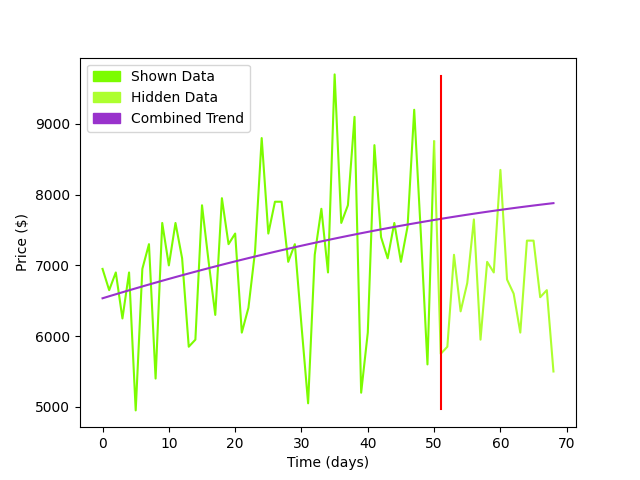 Shown Data
Hidden Data
Combined Trend
9000
8000
7000
6000
5000
Price ($)
0 10 20 30 40 50 60 70
Time (days)